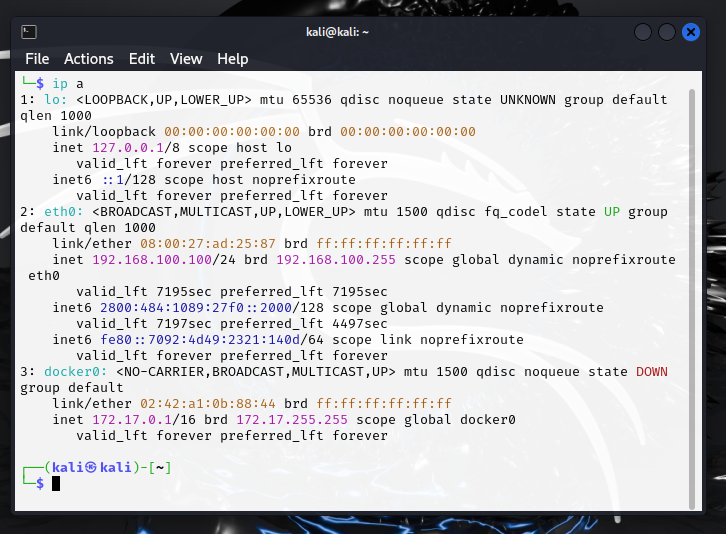 kali@kali: ~
File Actions Edit View Help
└─$ ip a
1: lo: <LOOPBACK,UP,LOWER_UP> mtu 65536 qdisc noqueue state UNKNOWN group default
qlen 1000
    link/loopback 00:00:00:00:00:00 brd 00:00:00:00:00:00
    inet 127.0.0.1/8 scope host lo
       valid_lft forever preferred_lft forever
    inet6 ::1/128 scope host noprefixroute
       valid_lft forever preferred_lft forever
2: eth0: <BROADCAST,MULTICAST,UP,LOWER_UP> mtu 1500 qdisc fq_codel state UP group
default qlen 1000
    link/ether 08:00:27:ad:25:87 brd ff:ff:ff:ff:ff:ff
    inet 192.168.100.100/24 brd 192.168.100.255 scope global dynamic noprefixroute
 eth0
       valid_lft 7195sec preferred_lft 7195sec
    inet6 2800:484:1089:27f0::2000/128 scope global dynamic noprefixroute
       valid_lft 7197sec preferred_lft 4497sec
    inet6 fe80::7092:4d49:2321:140d/64 scope link noprefixroute
       valid_lft forever preferred_lft forever
3: docker0: <NO-CARRIER,BROADCAST,MULTICAST,UP> mtu 1500 qdisc noqueue state DOWN
group default
    link/ether 02:42:a1:0b:88:44 brd ff:ff:ff:ff:ff:ff
    inet 172.17.0.1/16 brd 172.17.255.255 scope global docker0
       valid_lft forever preferred_lft forever
┌──(kali㉿kali)-[~]
└─$